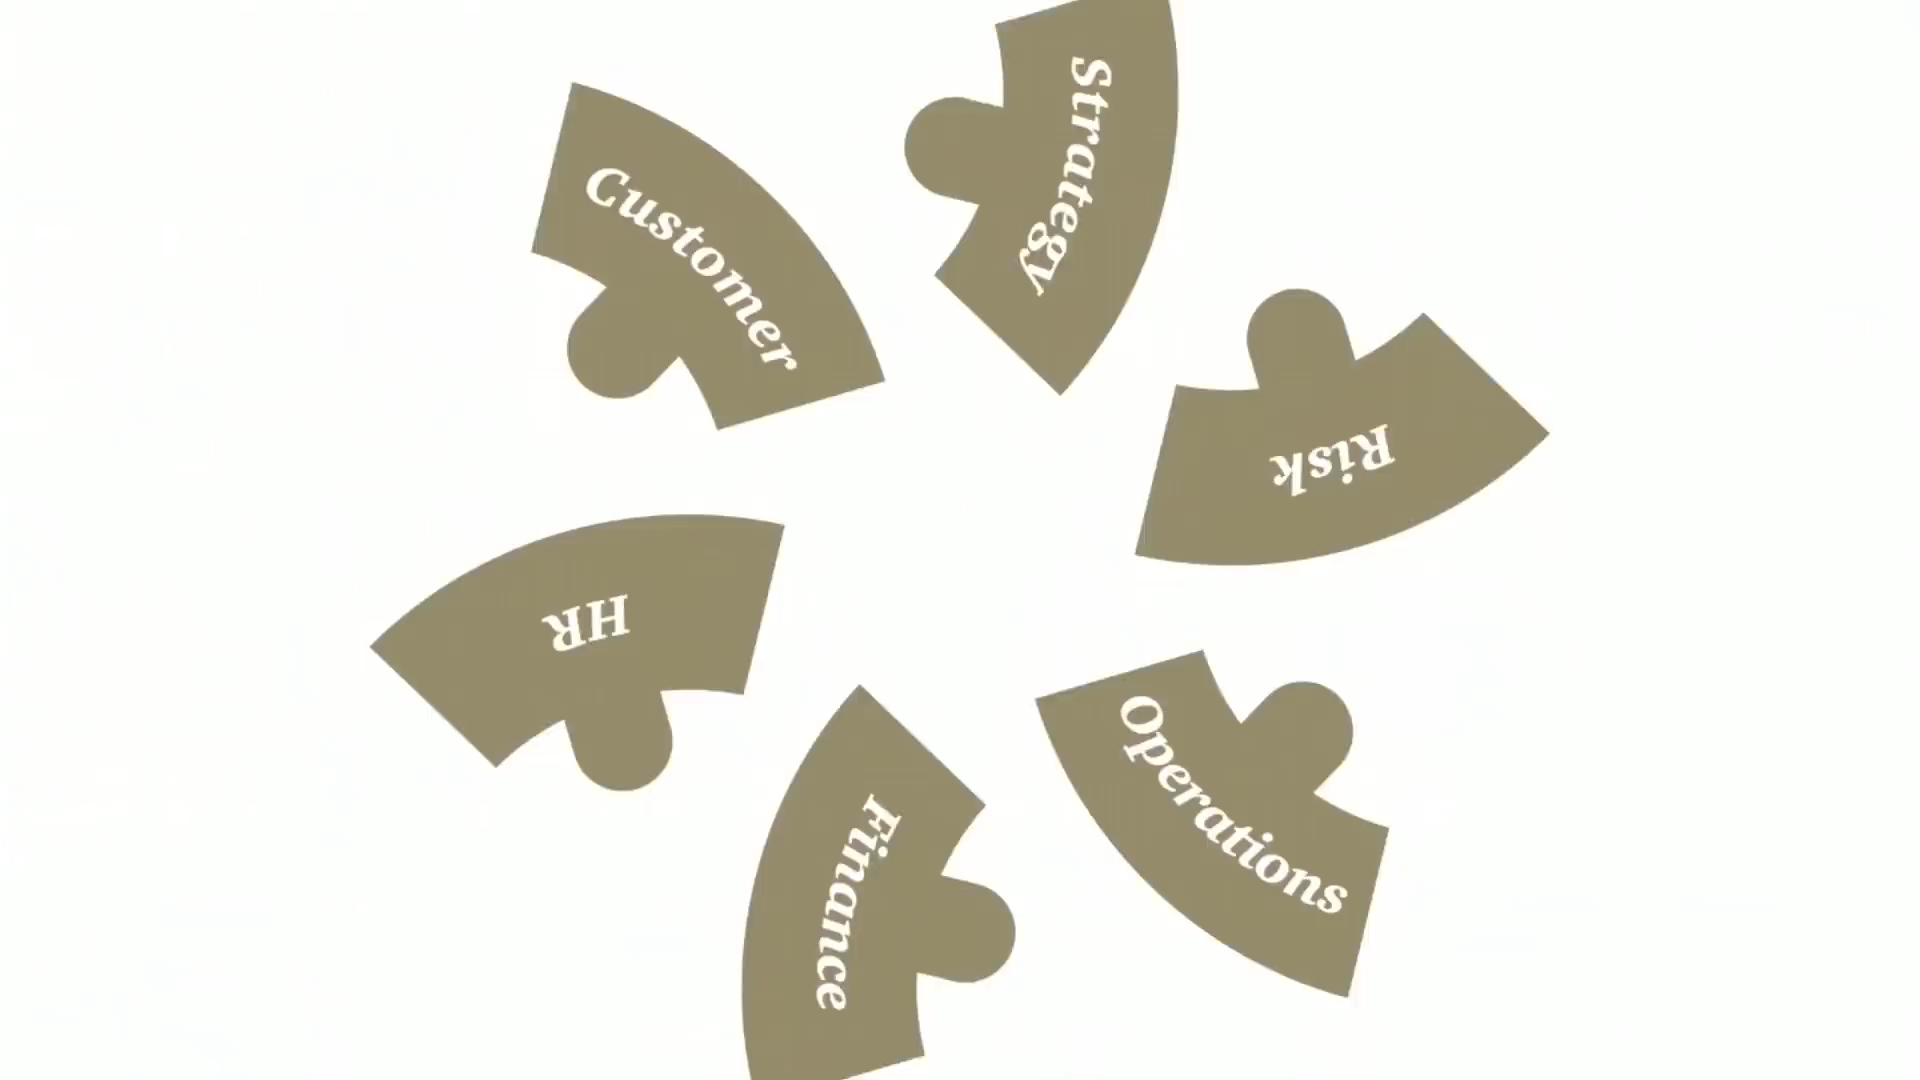 Customer
Strategy
Risk
HR
Finance
Operations